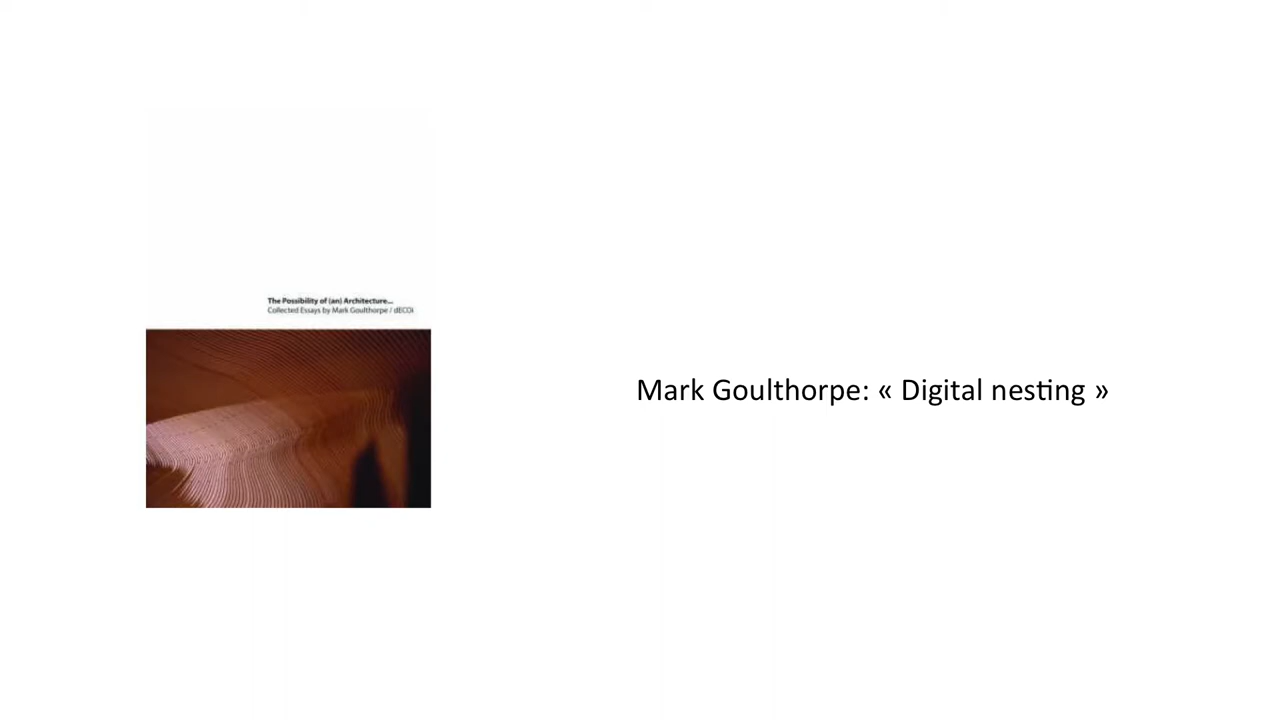 The Possibility of (an) Architecture...
Collected Essays by Mark Goulthorpe / dECOi
Mark Goulthorpe: « Digital nesting »